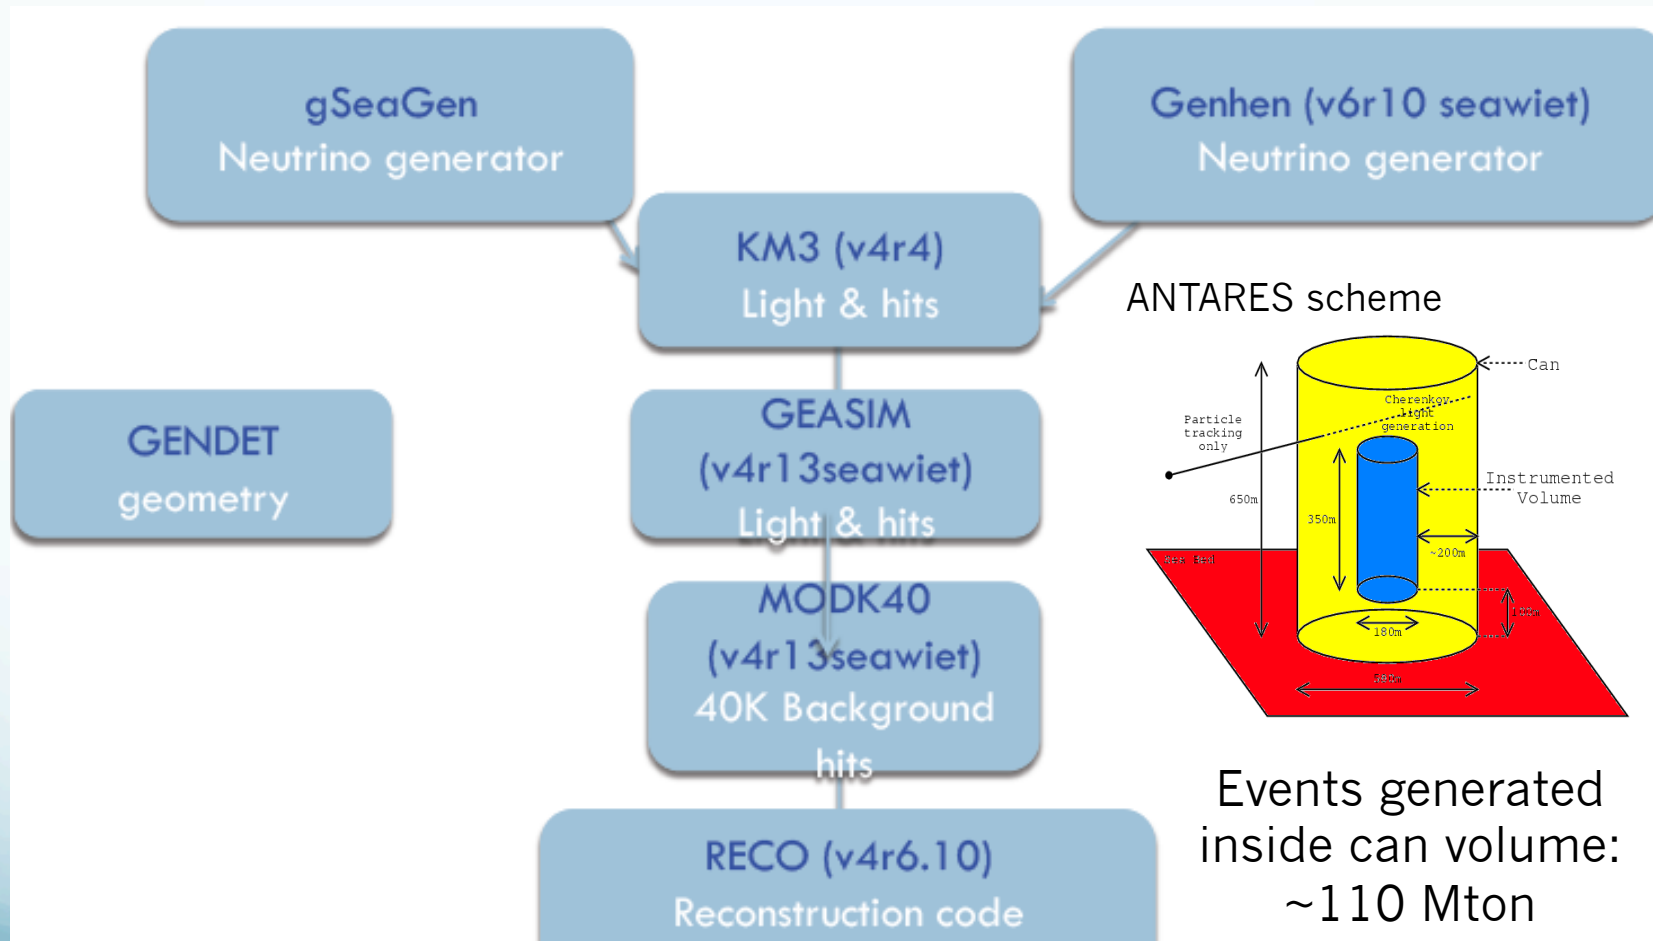 gSeaGen
Neutrino generator
Genhen (v6r10 seawiet)
Neutrino generator
KM3 (v4r4)
Light & hits
GENDET
geometry
GEASIM
(v4r13seawiet)
Light & hits
MODK40
(v4r13seawiet)
40K Background
hits
RECO (v4r6.10)
Reconstruction code
ANTARES scheme
Can
Cherenkov
light
generation
Particle
tracking
only
650m
350m
Instrumented
Volume
~200m
Sea Bed
180m
Events generated
inside can volume:
~110 Mton